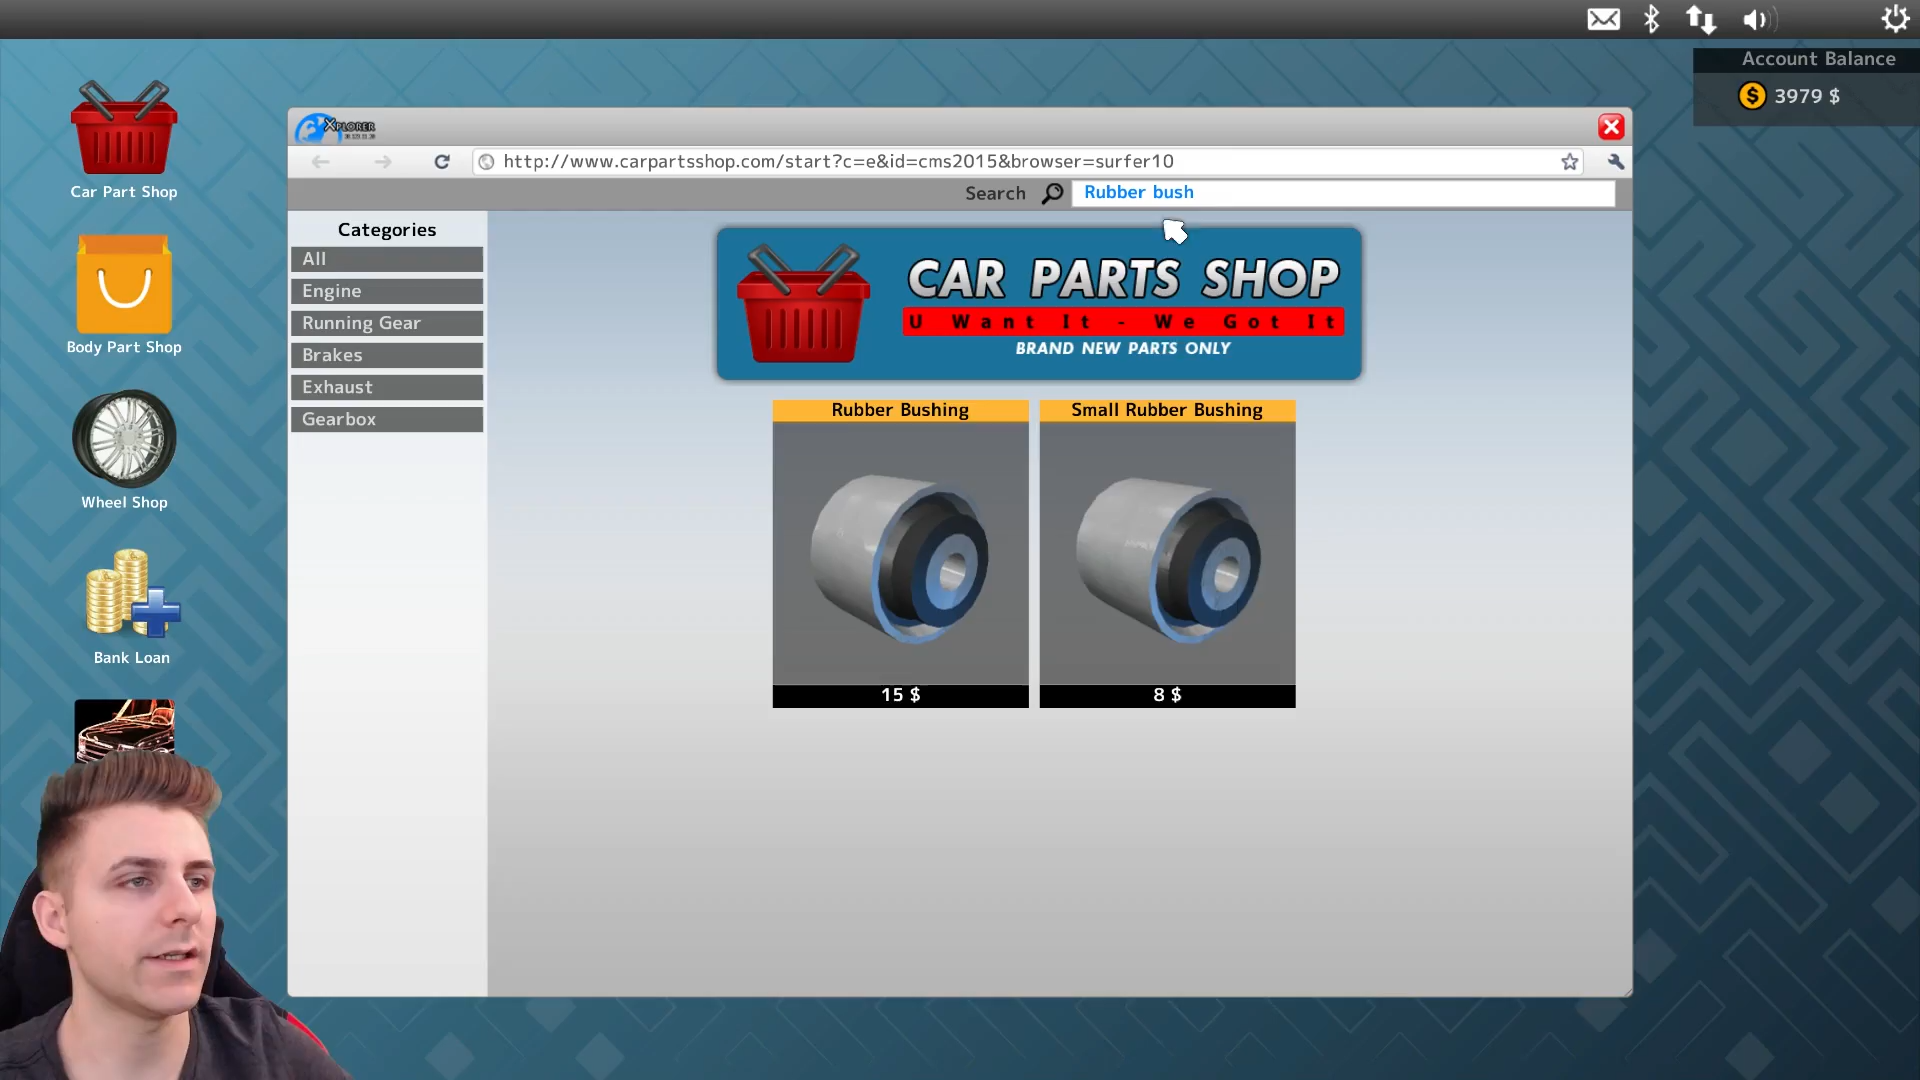 Account Balance
3979 $
Car Part Shop
Body Part Shop
Wheel Shop
Bank Loan
XPLORER
http://www.carpartsshop.com/start?c=e&id=cms2015&browser=surfer10
Search
Rubber bush
Categories
All
Engine
Running Gear
Brakes
Exhaust
Gearbox
CAR PARTS SHOP
U Want It - We Got It
BRAND NEW PARTS ONLY
Rubber Bushing
15 $
Small Rubber Bushing
8 $